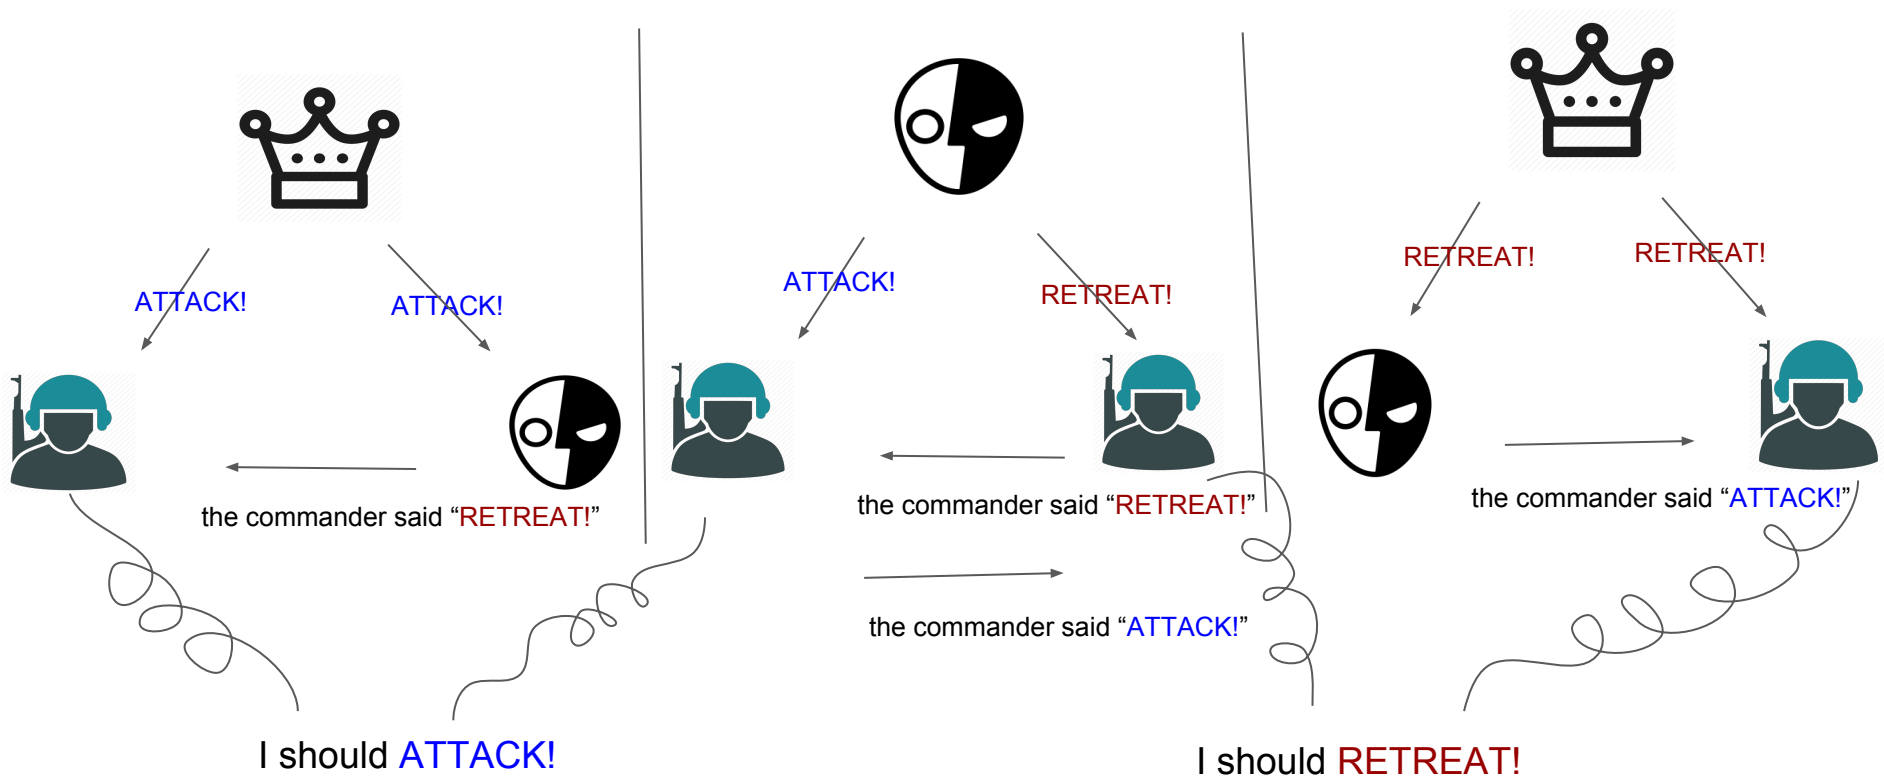 ATTACK!
ATTACK!
the commander said “RETREAT!”
ATTACK!
RETREAT!
the commander said “RETREAT!”
the commander said “ATTACK!”
RETREAT!
RETREAT!
the commander said “ATTACK!”
I should ATTACK!
I should RETREAT!